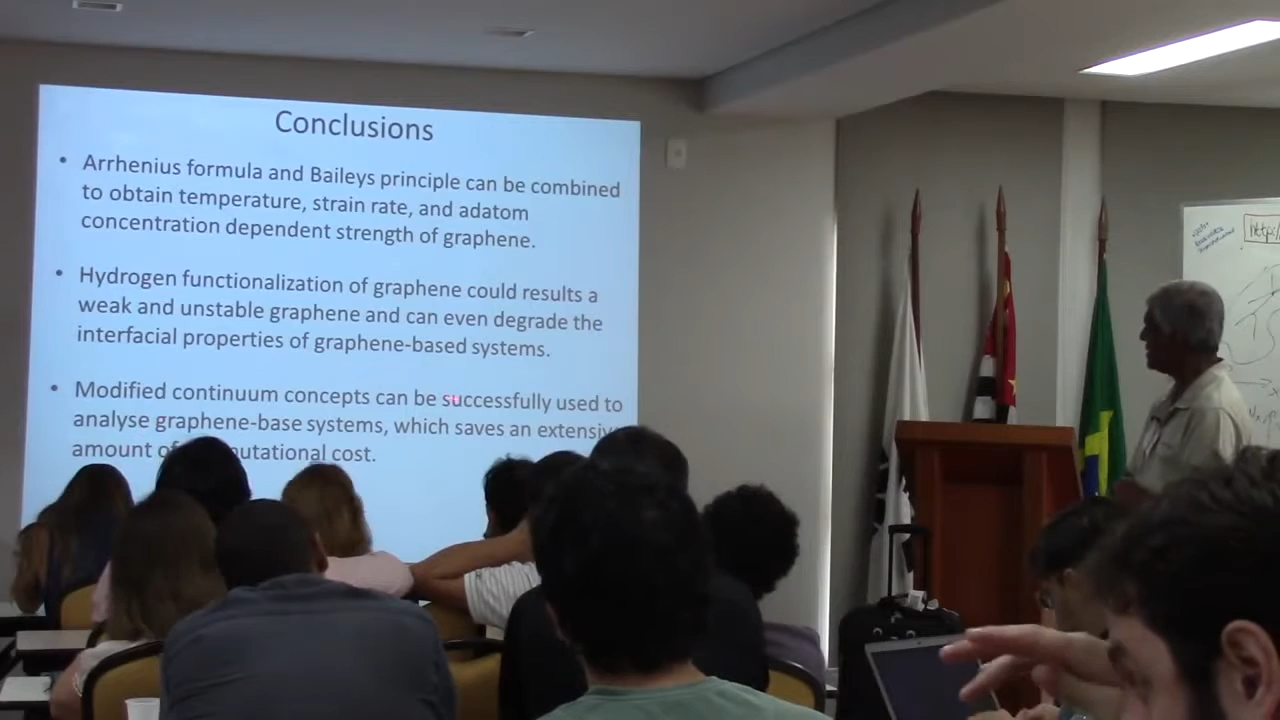 Conclusions
• Arrhenius formula and Baileys principle can be combined
to obtain temperature, strain rate, and adatom
concentration dependent strength of graphene.
• Hydrogen functionalization of graphene could results a
weak and unstable graphene and can even degrade the
interfacial properties of graphene-based systems.
• Modified continuum concepts can be successfully used to
analyse graphene-base systems, which saves an extensive
amount of utational cost.
http: